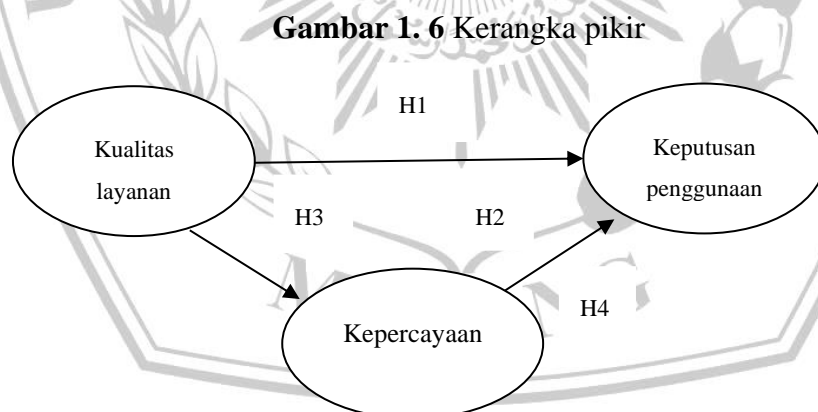 Gambar 1. 6 Kerangka pikir
H1
Kualitas
layanan
Keputusan
penggunaan
H3
H2
H4
Kepercayaan